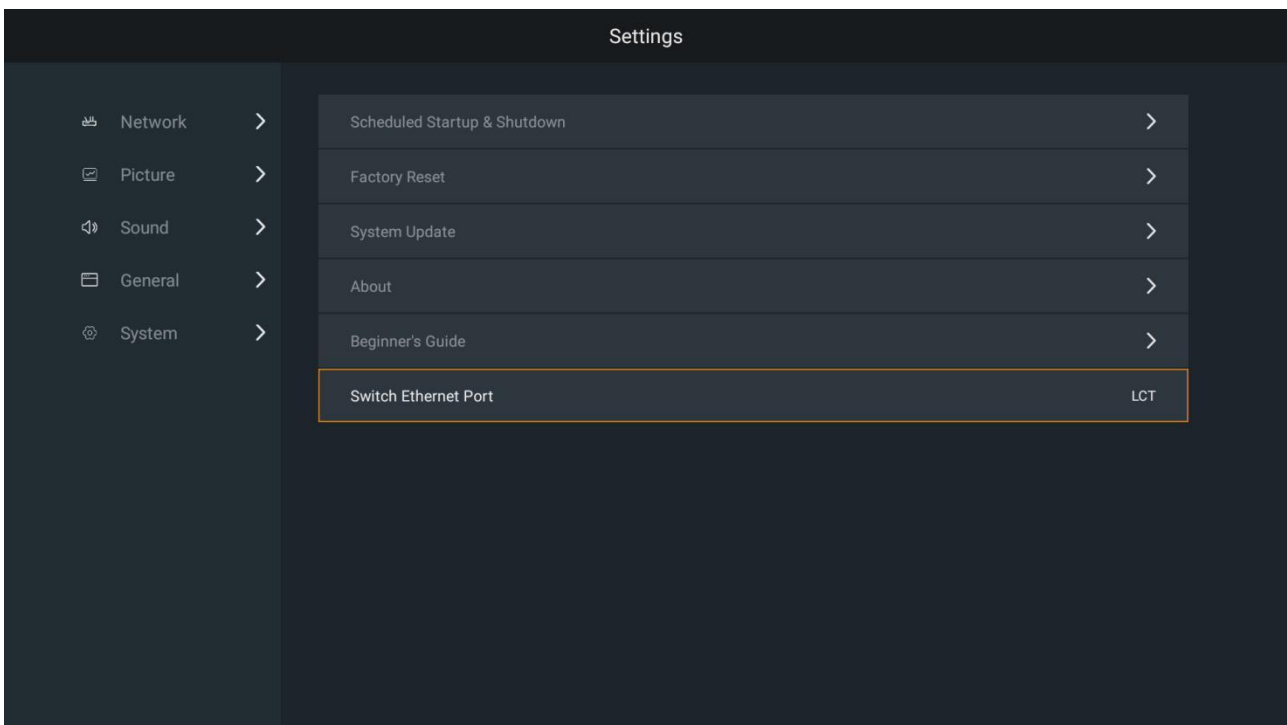 Settings
Network
Picture
Sound
General
System
Scheduled Startup & Shutdown
Factory Reset
System Update
About
Beginner's Guide
Switch Ethernet Port LCT